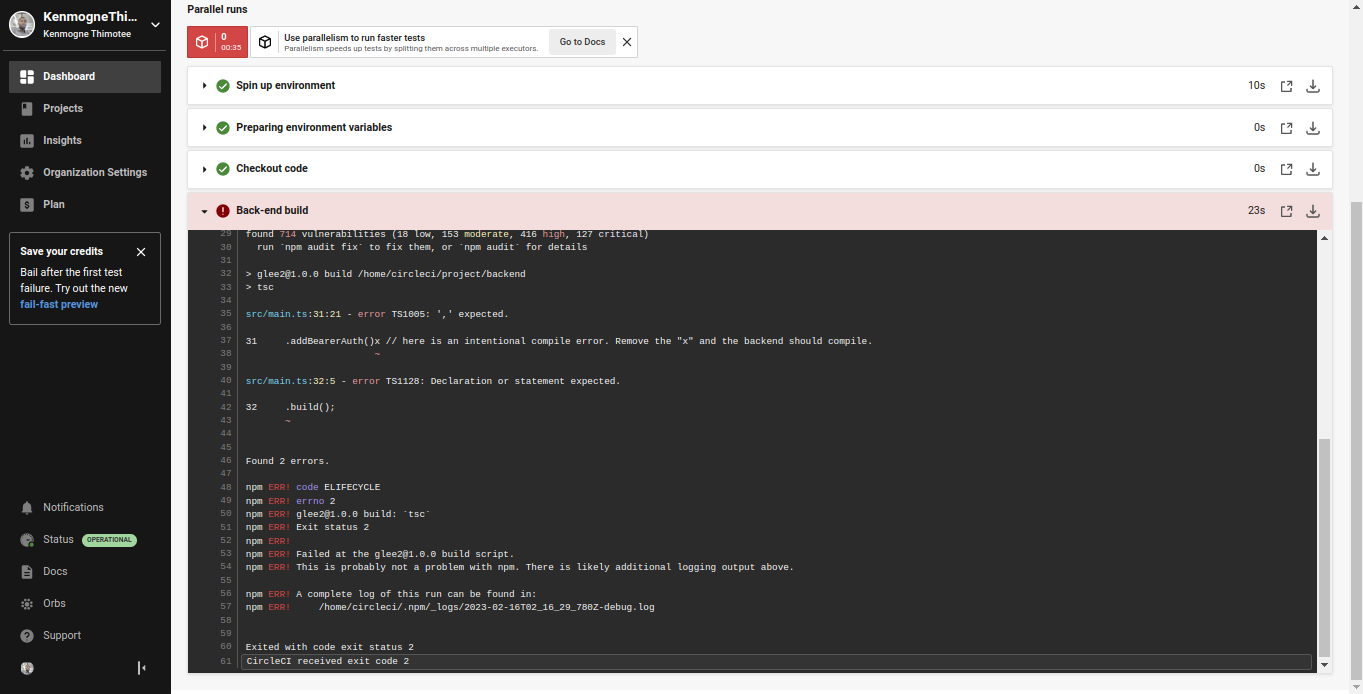 KenmogneThi...
Kenmogne Thimotee
Dashboard
Projects
Insights
Organization Settings
Plan
Save your credits
Bail after the first test
failure. Try out the new
fail-fast preview
Notifications
Status OPERATIONAL
Docs
Orbs
Support
Parallel runs
0
00:35
Use parallelism to run faster tests
Parallelism speeds up tests by splitting them across multiple executors.
Go to Docs
Spin up environment 10s
Preparing environment variables 0s
Checkout code 0s
Back-end build 23s
29 found 714 vulnerabilities (18 low, 153 moderate, 416 high, 127 critical)
30   run `npm audit fix` to fix them, or `npm audit` for details
31
32 > glee2@1.0.0 build /home/circleci/project/backend
33 > tsc
34
35 src/main.ts:31:21 - error TS1005: ',' expected.
36
37 31     .addBearerAuth()x // here is an intentional compile error. Remove the "x" and the backend should compile.
38                        ~
39
40 src/main.ts:32:5 - error TS1128: Declaration or statement expected.
41
42 32     .build();
43        ~
44
45
46 Found 2 errors.
47
48 npm ERR! code ELIFECYCLE
49 npm ERR! errno 2
50 npm ERR! glee2@1.0.0 build: `tsc`
51 npm ERR! Exit status 2
52 npm ERR!
53 npm ERR! Failed at the glee2@1.0.0 build script.
54 npm ERR! This is probably not a problem with npm. There is likely additional logging output above.
55
56 npm ERR! A complete log of this run can be found in:
57 npm ERR!     /home/circleci/.npm/_logs/2023-02-16T02_16_29_780Z-debug.log
58
59
60 Exited with code exit status 2
61 CircleCI received exit code 2